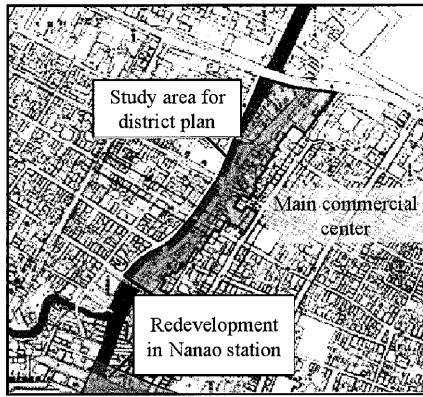 Study area for
district plan
Main commercial
center
Redevelopment
in Nanao station